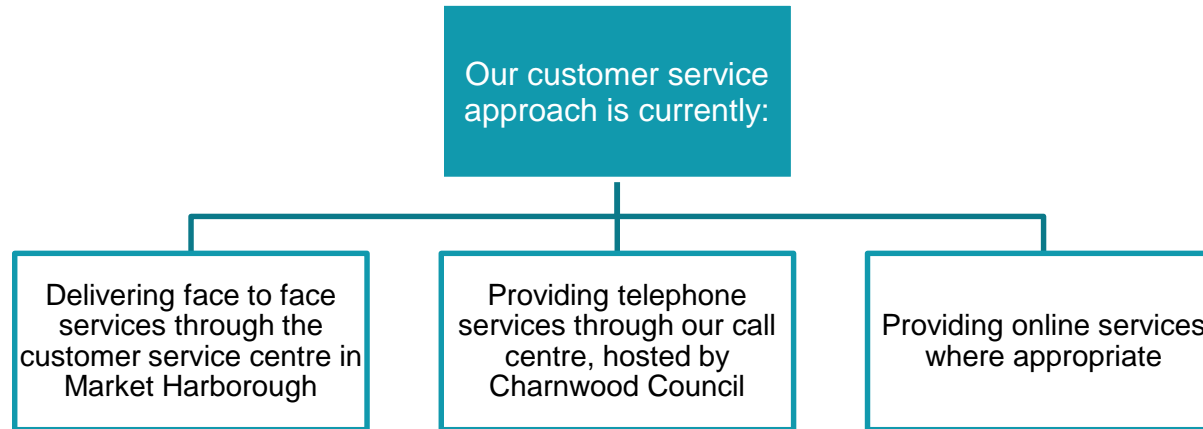 Our customer service
approach is currently:
Delivering face to face
services through the
customer service centre in
Market Harborough
Providing telephone
services through our call
centre, hosted by
Charnwood Council
Providing online services
where appropriate